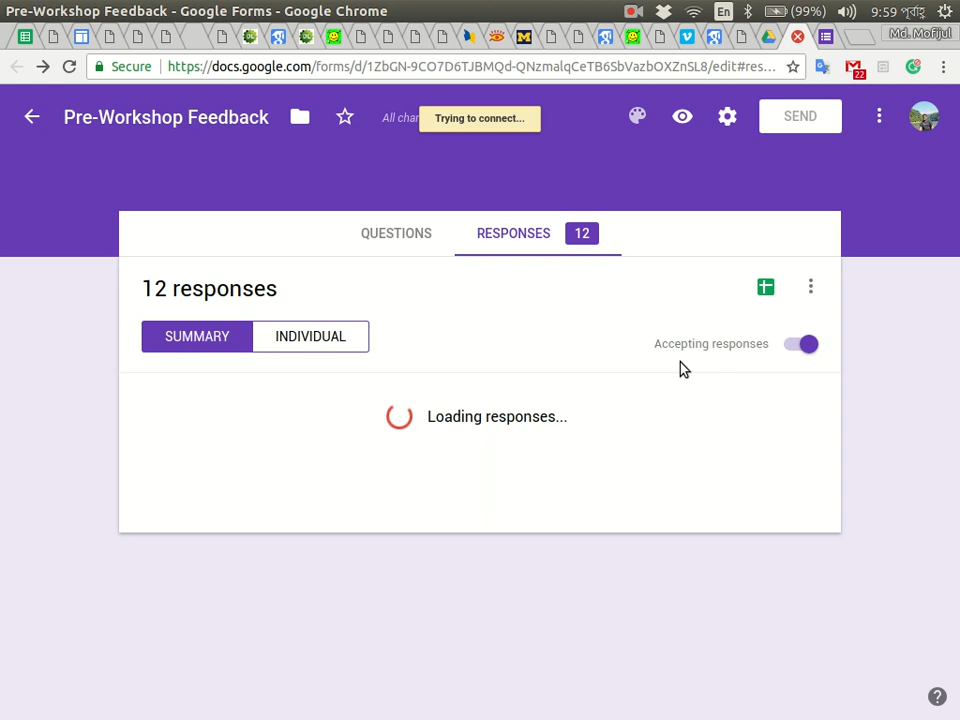 Pre-Workshop Feedback - Google Forms - Google Chrome
En
(99%)
9:59 পূর্বাহ্ণ
Md. Mofijul
Secure
https://docs.google.com/forms/d/1ZbGN-9CO7D6TJBMQd-QNzmalqCeTB6SbVazbOXZnSL8/edit#res...
22
Pre-Workshop Feedback
All char
Trying to connect...
SEND
QUESTIONS
RESPONSES
12
12 responses
SUMMARY
INDIVIDUAL
Accepting responses
Loading responses...